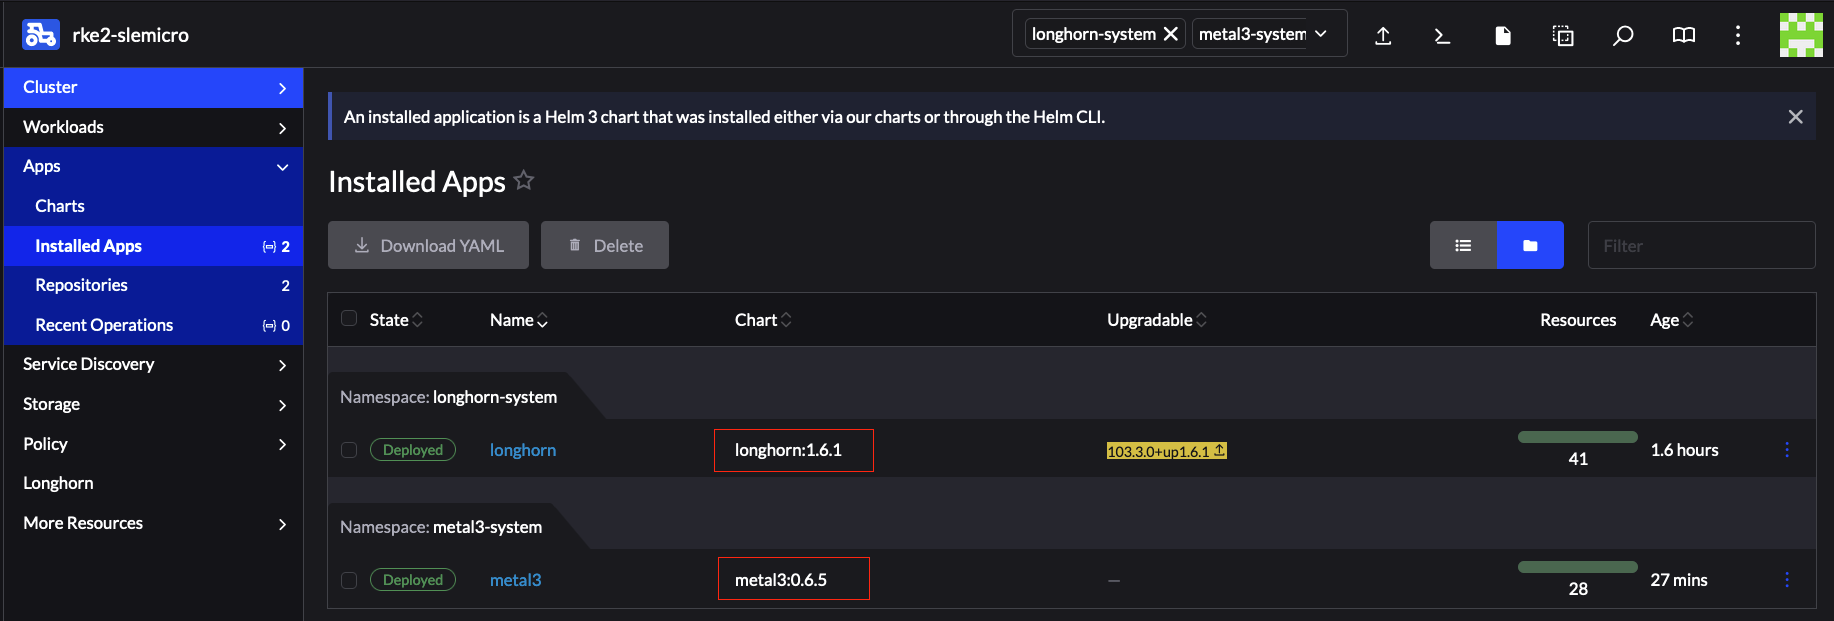 rke2-slemicro
longhorn-system
metal3-system
Cluster
Workloads
Apps
Charts
Installed Apps 2
Repositories 2
Recent Operations 0
Service Discovery
Storage
Policy
Longhorn
More Resources
An installed application is a Helm 3 chart that was installed either via our charts or through the Helm CLI.
Installed Apps
Download YAML
Delete
Filter
State Name Chart Upgradable Resources Age
Namespace: longhorn-system
Deployed longhorn longhorn:1.6.1 103.3.0+up1.6.1 41 1.6 hours
Namespace: metal3-system
Deployed metal3 metal3:0.6.5 — 28 27 mins